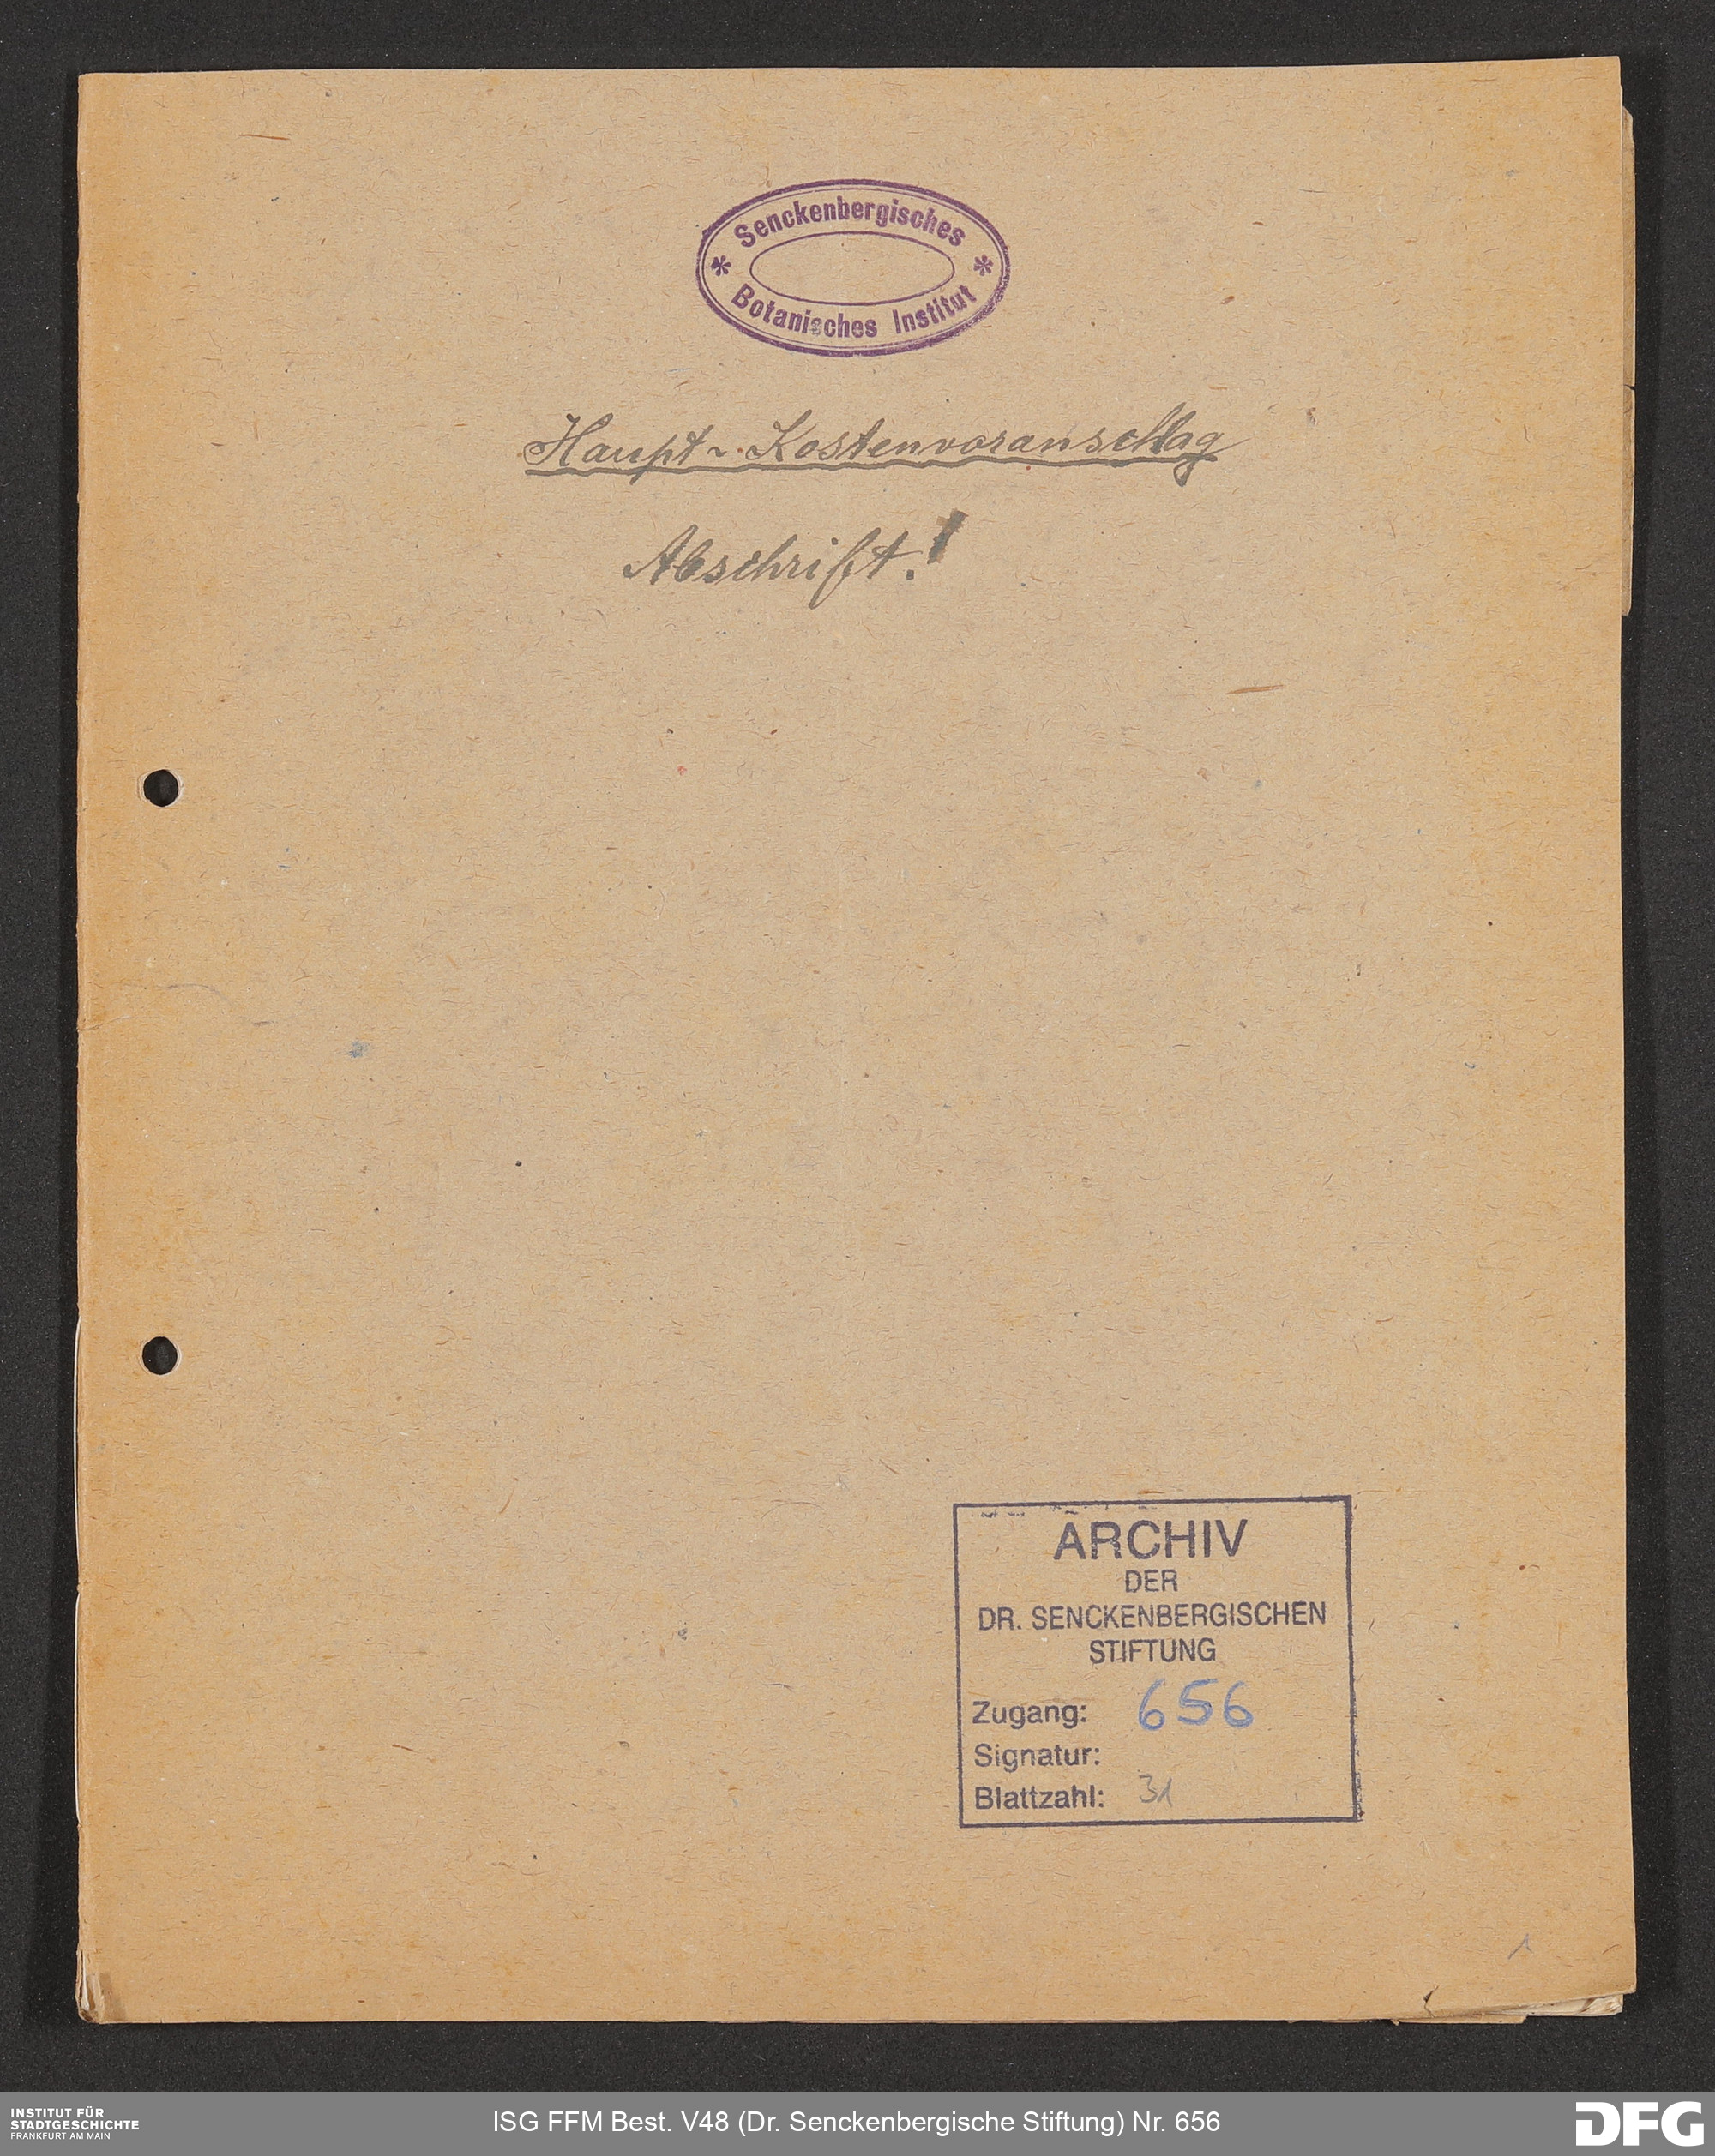 * Senckenbergisches *
Botanisches Institut
Haupt-Kostenvoranschlag
Abschrift!
ARCHIV
DER
DR. SENCKENBERGISCHEN
STIFTUNG
Zugang: 656
Signatur:
Blattzahl: 31
1
INSTITUT FÜR
STADTGESCHICHTE
FRANKFURT AM MAIN
ISG FFM Best. V48 (Dr. Senckenbergische Stiftung) Nr. 656
DFG